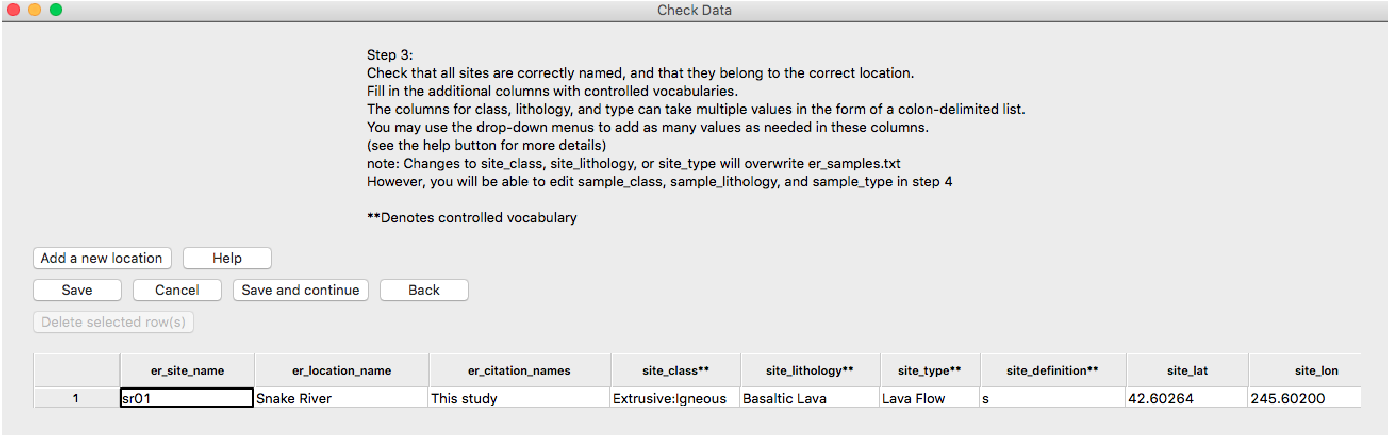 Check Data
Step 3:
Check that all sites are correctly named, and that they belong to the correct location.
Fill in the additional columns with controlled vocabularies.
The columns for class, lithology, and type can take multiple values in the form of a colon-delimited list.
You may use the drop-down menus to add as many values as needed in these columns.
(see the help button for more details)
note: Changes to site_class, site_lithology, or site_type will overwrite er_samples.txt
However, you will be able to edit sample_class, sample_lithology, and sample_type in step 4
**Denotes controlled vocabulary
Add a new location Help
Save Cancel Save and continue Back
Delete selected row(s)
er_site_name er_location_name er_citation_names site_class** site_lithology** site_type** site_definition** site_lat site_lon
1 sr01 Snake River This study Extrusive:Igneous Basaltic Lava Lava Flow s 42.60264 245.60200